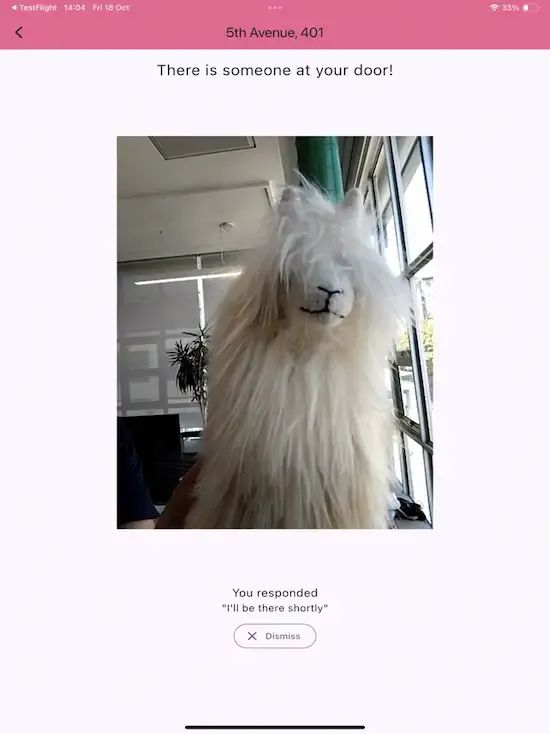 TestFlight 14:04 Fri 18 Oct 33%
5th Avenue, 401
There is someone at your door!
You responded
"I'll be there shortly"
Dismiss